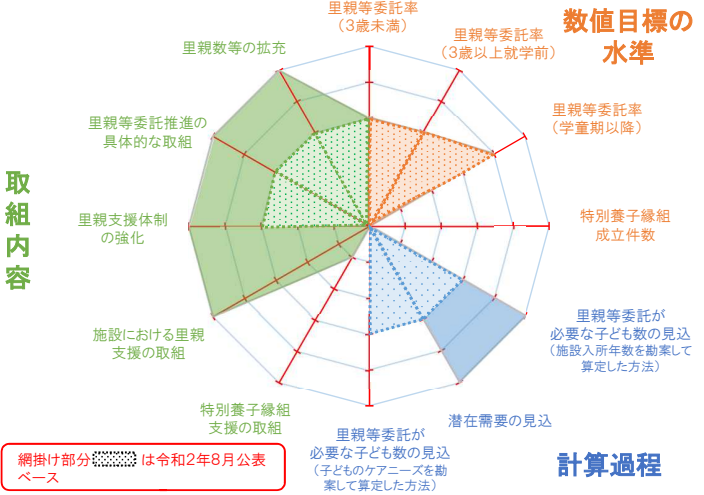 里親等委託率
（3歳未満）
里親等委託率
（3歳以上就学前）
数値目標の
水準
里親等委託率
（学童期以降）
特別養子縁組
成立件数
里親等委託が
必要な子ども数の見込
（施設入所年数を勘案して
算定した方法）
潜在需要の見込
計算過程
里親等委託が
必要な子ども数の見込
（子どものケアニーズを勘
案して算定した方法）
特別養子縁組
支援の取組
施設における里親
支援の取組
里親支援体制
の強化
里親等委託推進の
具体的な取組
里親数等の拡充
取
組
内
容
網掛け部分 は令和2年8月公表
ベース